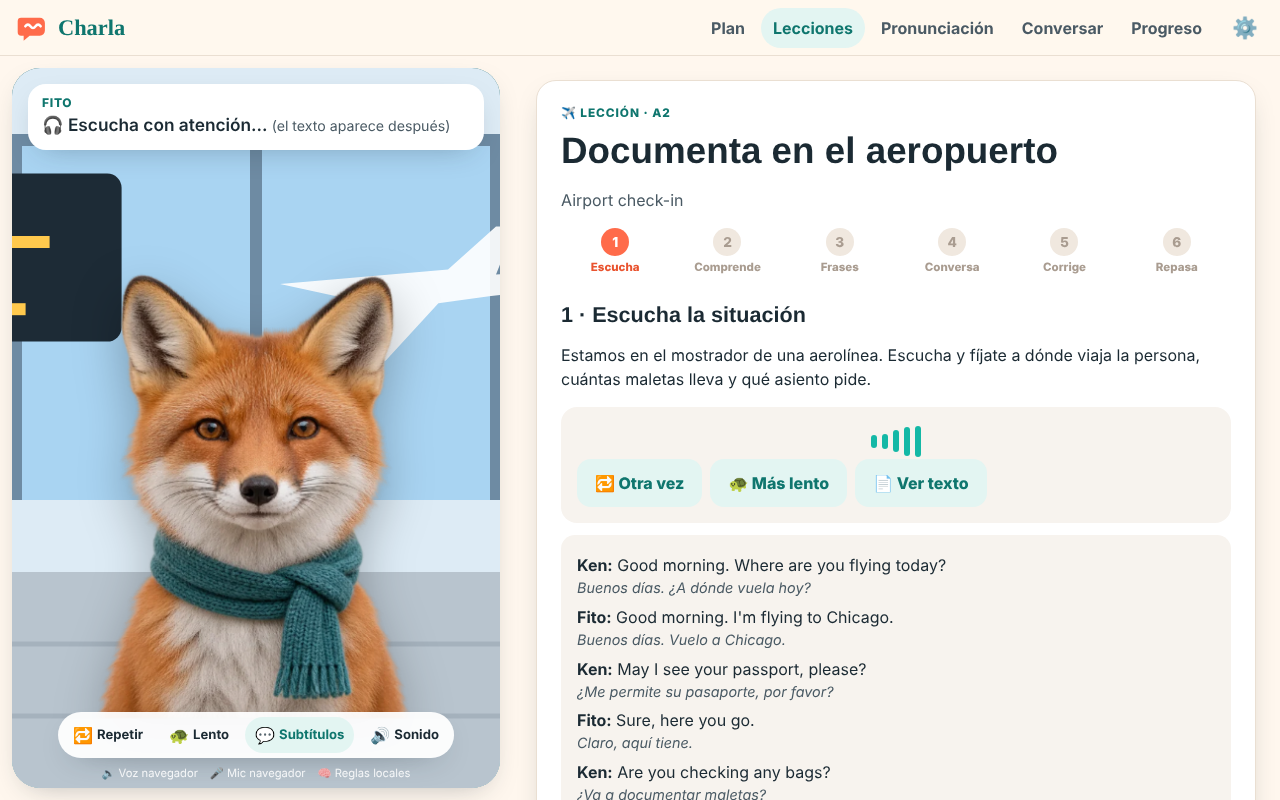 Charla
Plan
Lecciones
Pronunciación
Conversar
Progreso
FITO
Escucha con atención... (el texto aparece después)
Repetir
Lento
Subtítulos
Sonido
Voz navegador
Mic navegador
Reglas locales
LECCIÓN · A2
Documenta en el aeropuerto
Airport check-in
1
2
3
4
5
6
Escucha
Comprende
Frases
Conversa
Corrige
Repasa
1 · Escucha la situación
Estamos en el mostrador de una aerolínea. Escucha y fíjate a dónde viaja la persona,
cuántas maletas lleva y qué asiento pide.
Otra vez
Más lento
Ver texto
Ken: Good morning. Where are you flying today?
Buenos días. ¿A dónde vuela hoy?
Fito: Good morning. I'm flying to Chicago.
Buenos días. Vuelo a Chicago.
Ken: May I see your passport, please?
¿Me permite su pasaporte, por favor?
Fito: Sure, here you go.
Claro, aquí tiene.
Ken: Are you checking any bags?
¿Va a documentar maletas?